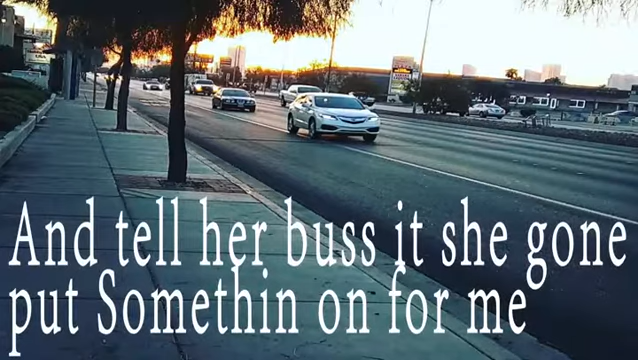 And tell her buss it she gone
put Somethin on for me